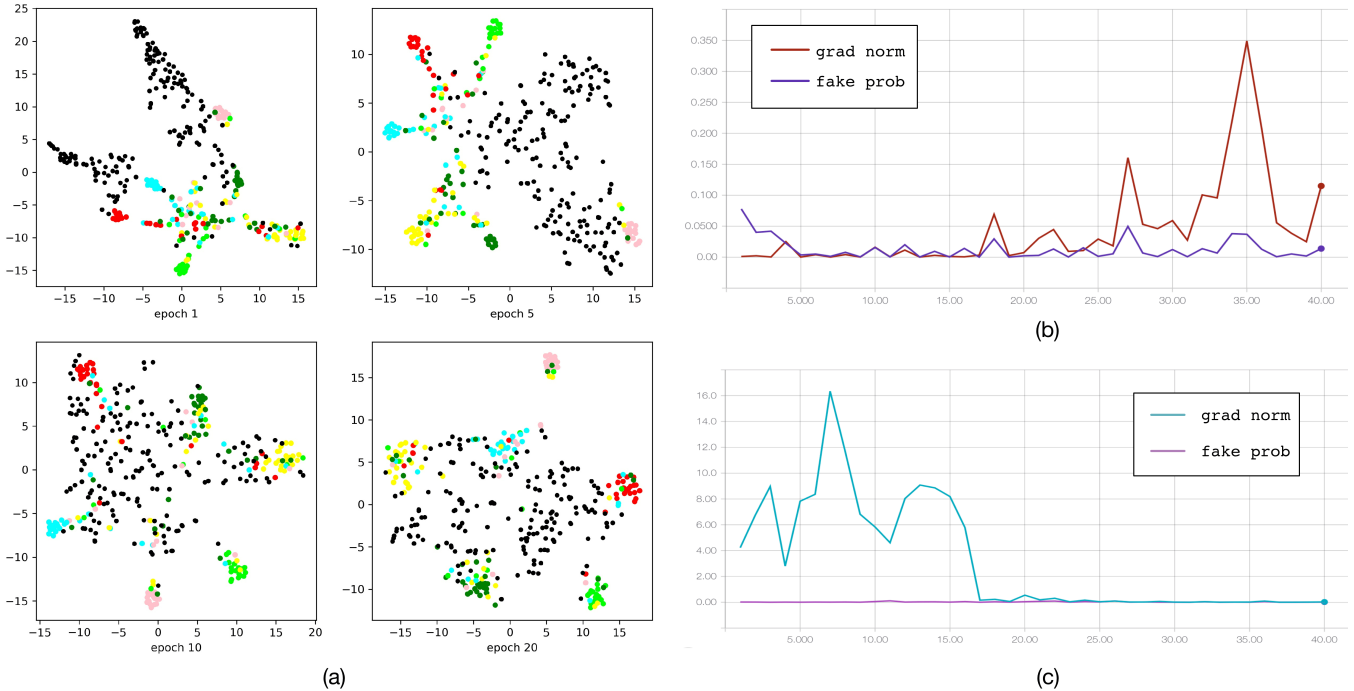 25
20
15
10
5
0
−5
−10
−15
−15 −10 −5 0 5 10 15
epoch 1
10
5
0
−5
−10
−15 −10 −5 0 5 10 15
epoch 5
10
5
0
−5
−10
−15
−15 −10 −5 0 5 10 15 20
epoch 10
15
10
5
0
−5
−10
−15 −10 −5 0 5 10 15
epoch 20
(a)
grad norm
fake prob
0.350
0.300
0.250
0.200
0.150
0.100
0.0500
0.00
5.000 10.00 15.00 20.00 25.00 30.00 35.00 40.00
(b)
grad norm
fake prob
16.0
14.0
12.0
10.0
8.00
6.00
4.00
2.00
0.00
5.000 10.00 15.00 20.00 25.00 30.00 35.00 40.00
(c)